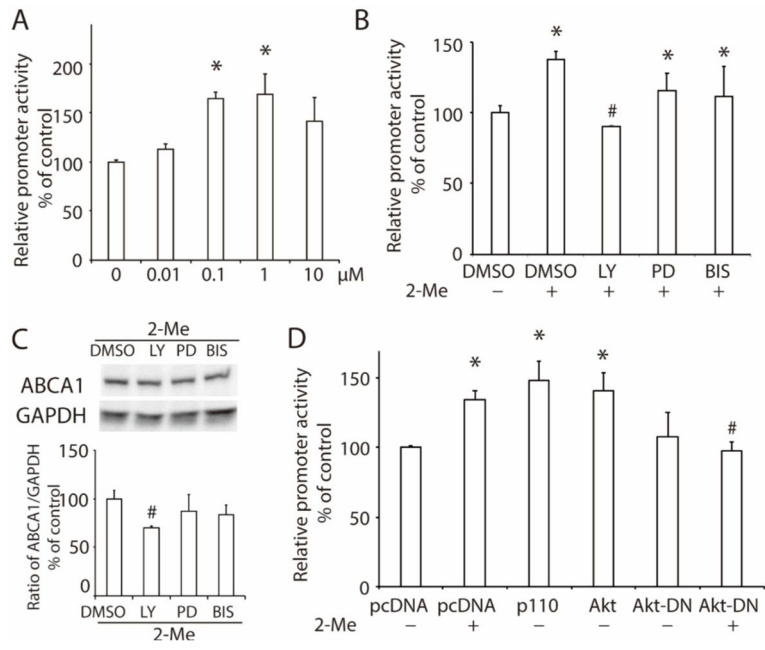 A
Relative promoter activity
% of control
200
150
100
50
0
*
*
0 0.01 0.1 1 10 μM
B
Relative promoter activity
% of control
150
100
50
0
*
#
*
*
DMSO DMSO LY PD BIS
2-Me − + + + +
C
2-Me
DMSO LY PD BIS
ABCA1
GAPDH
Ratio of ABCA1/GAPDH
% of control
150
100
50
0
#
DMSO LY PD BIS
2-Me
D
Relative promoter activity
% of control
150
100
50
0
*
*
*
#
pcDNA pcDNA p110 Akt Akt-DN Akt-DN
2-Me − + − − − +